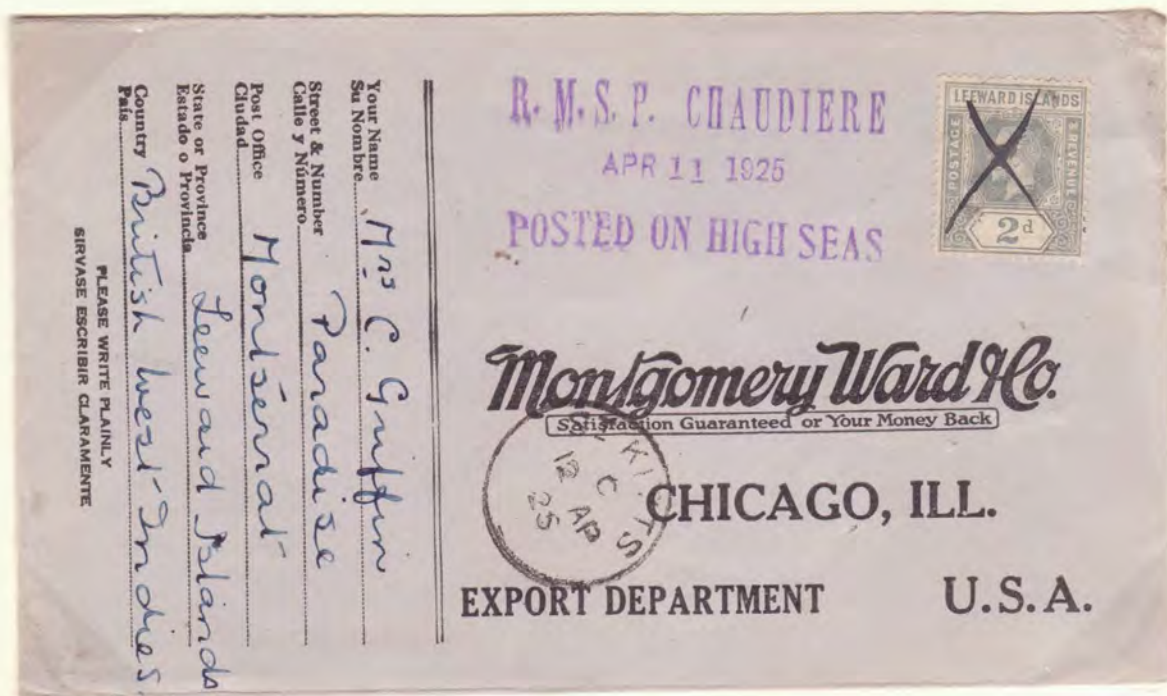 R. M. S. P. CHAUDIERE
APR 11 1925
POSTED ON HIGH SEAS
LEEWARD ISLANDS
POSTAGE
& REVENUE
2d
Montgomery Ward & Co.
Satisfaction Guaranteed or Your Money Back
CHICAGO, ILL.
EXPORT DEPARTMENT
U.S.A.
ST KITTS
C
12 AP
25
Your Name
Su Nombre Mrs C. Griffin
Street & Number
Calle y Número Paradise
Post Office
Ciudad Montserrat
State or Province
Estado o Provincia Leeward Islands
Country
País British West Indies.
PLEASE WRITE PLAINLY
SIRVASE ESCRIBIR CLARAMENTE